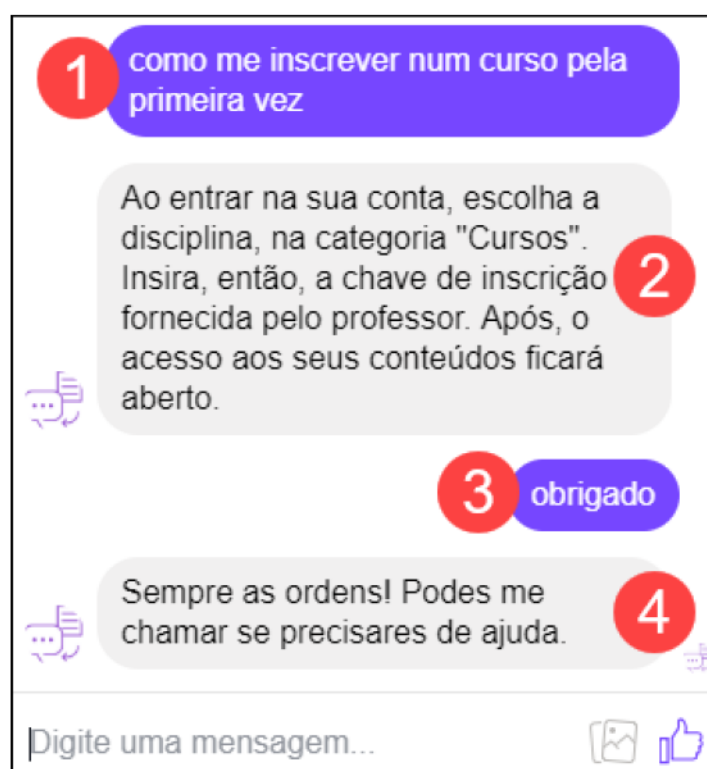 1
como me inscrever num curso pela
primeira vez
Ao entrar na sua conta, escolha a
disciplina, na categoria "Cursos".
Insira, então, a chave de inscrição
fornecida pelo professor. Após, o
acesso aos seus conteúdos ficará
aberto.
2
3
obrigado
Sempre as ordens! Podes me
chamar se precisares de ajuda.
4
Digite uma mensagem...